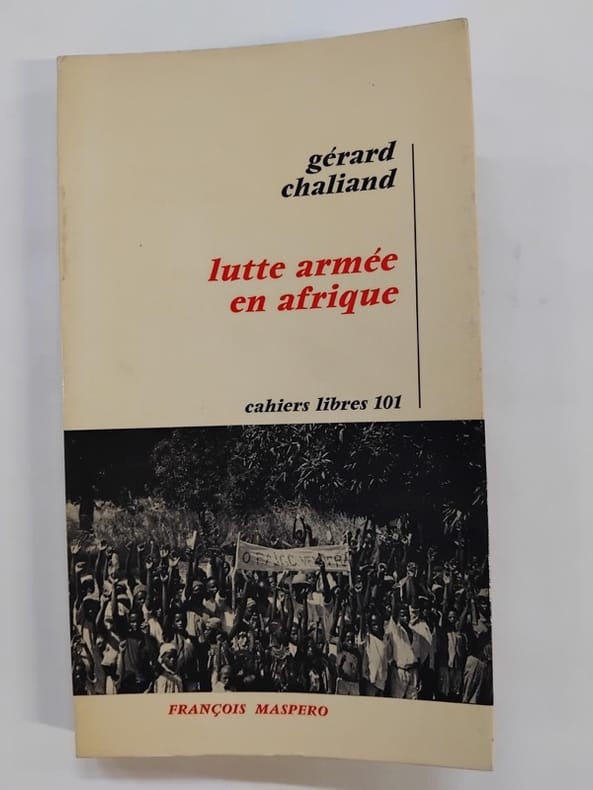 gérard
chaliand
lutte armée
en afrique
cahiers libres 101
O P.A.I.G.C.
FRANÇOIS MASPERO